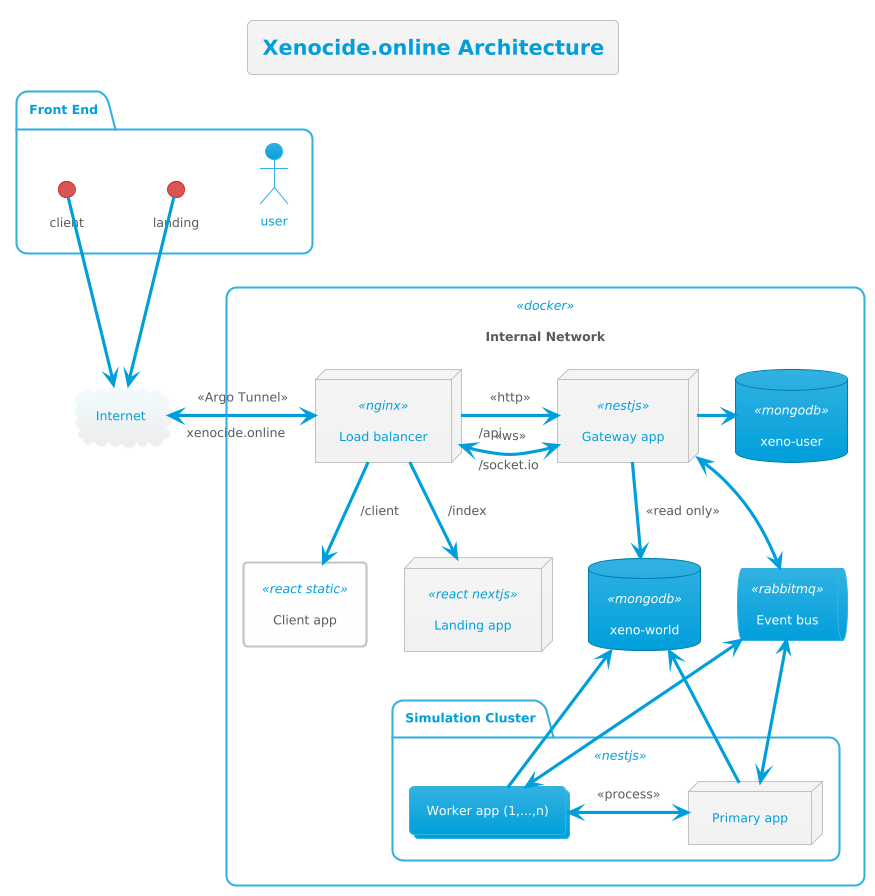 Xenocide.online Architecture
Front End
client
landing
user
«docker»
Internal Network
Internet
«Argo Tunnel»
xenocide.online
«nginx»
Load balancer
«http»
/api
«ws»
/socket.io
«nestjs»
Gateway app
«mongodb»
xeno-user
/client
/index
«read only»
«react static»
Client app
«react nextjs»
Landing app
«mongodb»
xeno-world
«rabbitmq»
Event bus
Simulation Cluster
«nestjs»
Worker app (1,...,n)
«process»
Primary app